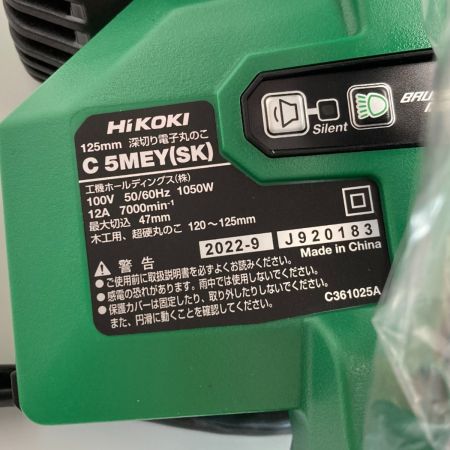 HiKOKI
125mm 深切り電子丸のこ
C 5MEY(SK)
工機ホールディングス(株)
100V 50/60Hz 1050W
12A 7000min-1
最大切込 47mm
木工用、超硬丸のこ 120～125mm
2022-9 J920183
Made in China
警告
●ご使用前に取扱説明書を必ずよくお読みください。
●感電の恐れがあります。雨中では使用しないでください。
●保護カバーは固定したり、取り外したりしないでください。
また、円滑に動くことを確認してください。
C361025A
Silent